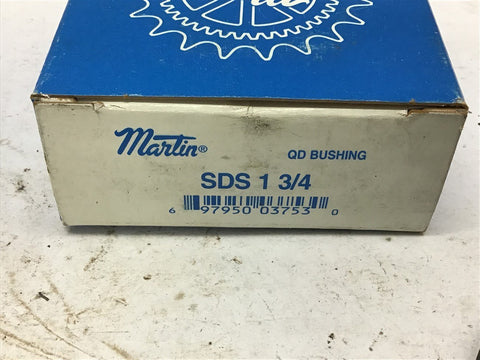 Martin®
QD BUSHING
SDS 1 3/4
6 97950 03753 0